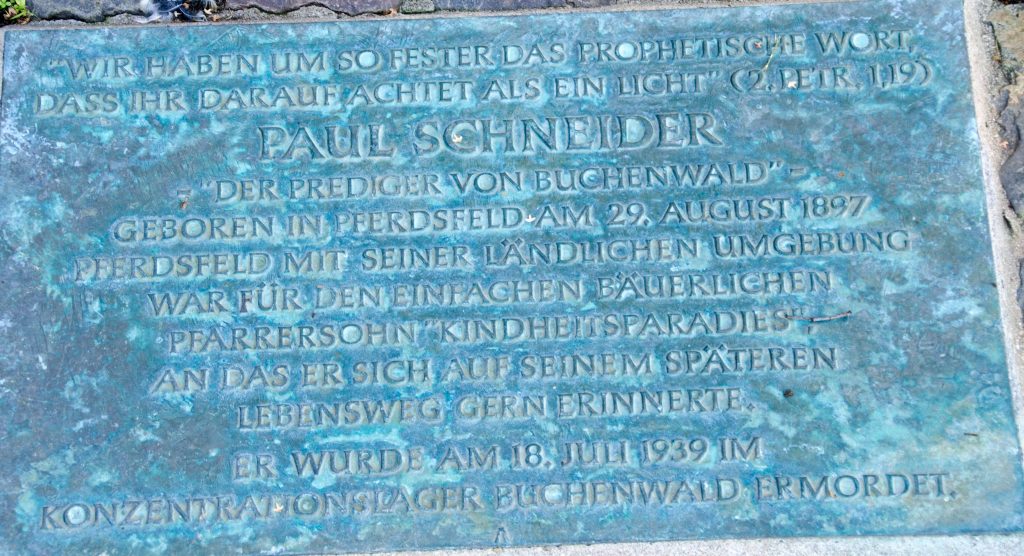 "WIR HABEN UM SO FESTER DAS PROPHETISCHE WORT,
DASS IHR DARAUF ACHTET ALS EIN LICHT" (2. PETR. 1,19)
PAUL SCHNEIDER
- "DER PREDIGER VON BUCHENWALD" -
GEBOREN IN PFERDSFELD AM 29. AUGUST 1897
PFERDSFELD MIT SEINER LÄNDLICHEN UMGEBUNG
WAR FÜR DEN EINFACHEN BÄUERLICHEN
PFARRERSOHN "KINDHEITSPARADIES",
AN DAS ER SICH AUF SEINEM SPÄTEREN
LEBENSWEG GERN ERINNERTE.
ER WURDE AM 18. JULI 1939 IM
KONZENTRATIONSLAGER BUCHENWALD ERMORDET.